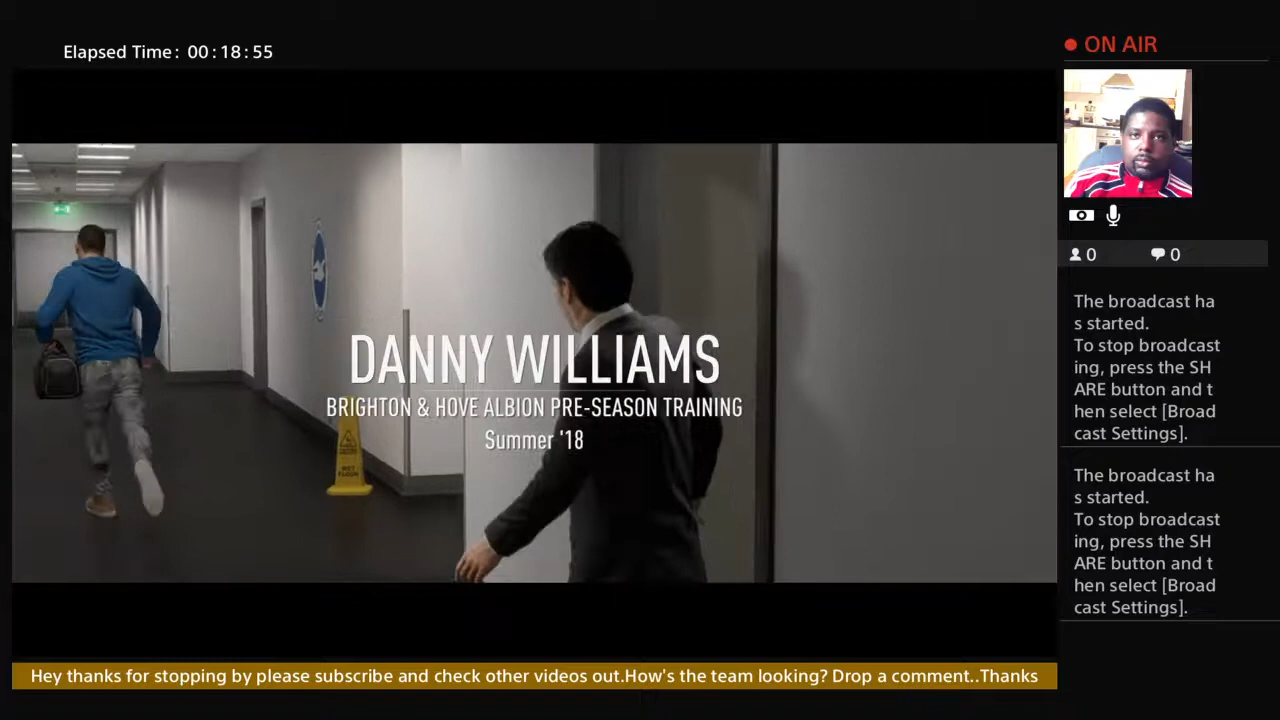 Elapsed Time: 00:18:55
ON AIR
0
0
DANNY WILLIAMS
BRIGHTON & HOVE ALBION PRE-SEASON TRAINING
Summer '18
The broadcast ha
s started.
To stop broadcast
ing, press the SH
ARE button and t
hen select [Broad
cast Settings].
The broadcast ha
s started.
To stop broadcast
ing, press the SH
ARE button and t
hen select [Broad
cast Settings].
Hey thanks for stopping by please subscribe and check other videos out.How's the team looking? Drop a comment..Thanks